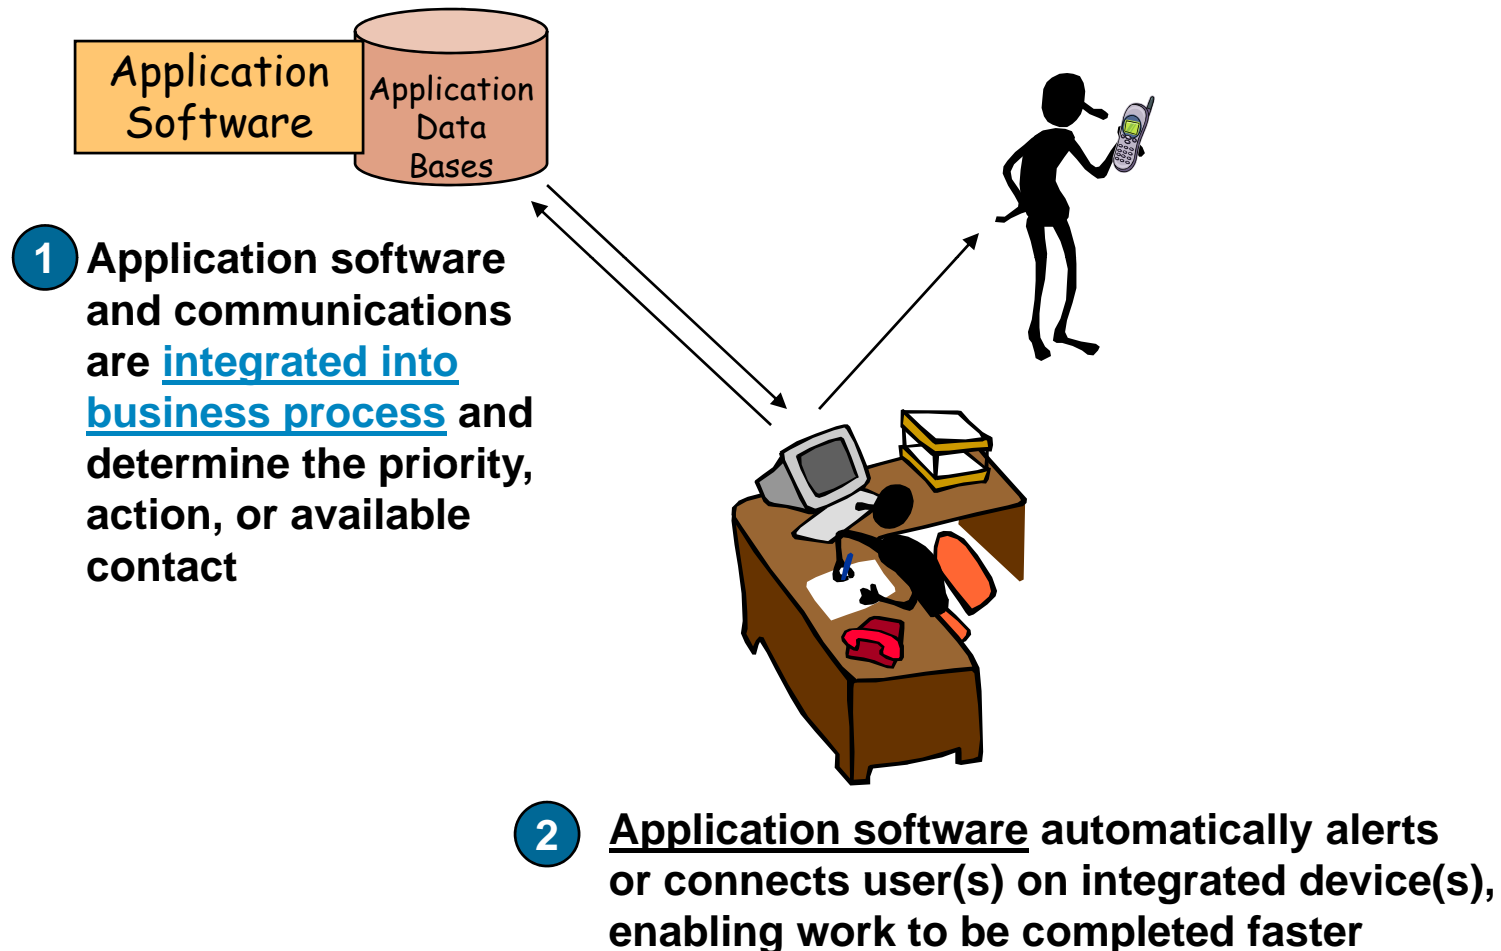 Application
Software
Application
Data
Bases
1
Application software
and communications
are integrated into
business process and
determine the priority,
action, or available
contact
2
Application software automatically alerts
or connects user(s) on integrated device(s),
enabling work to be completed faster